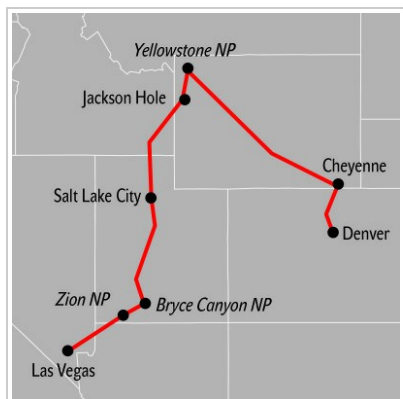 Yellowstone NP
Jackson Hole
Cheyenne
Salt Lake City
Denver
Zion NP
Bryce Canyon NP
Las Vegas